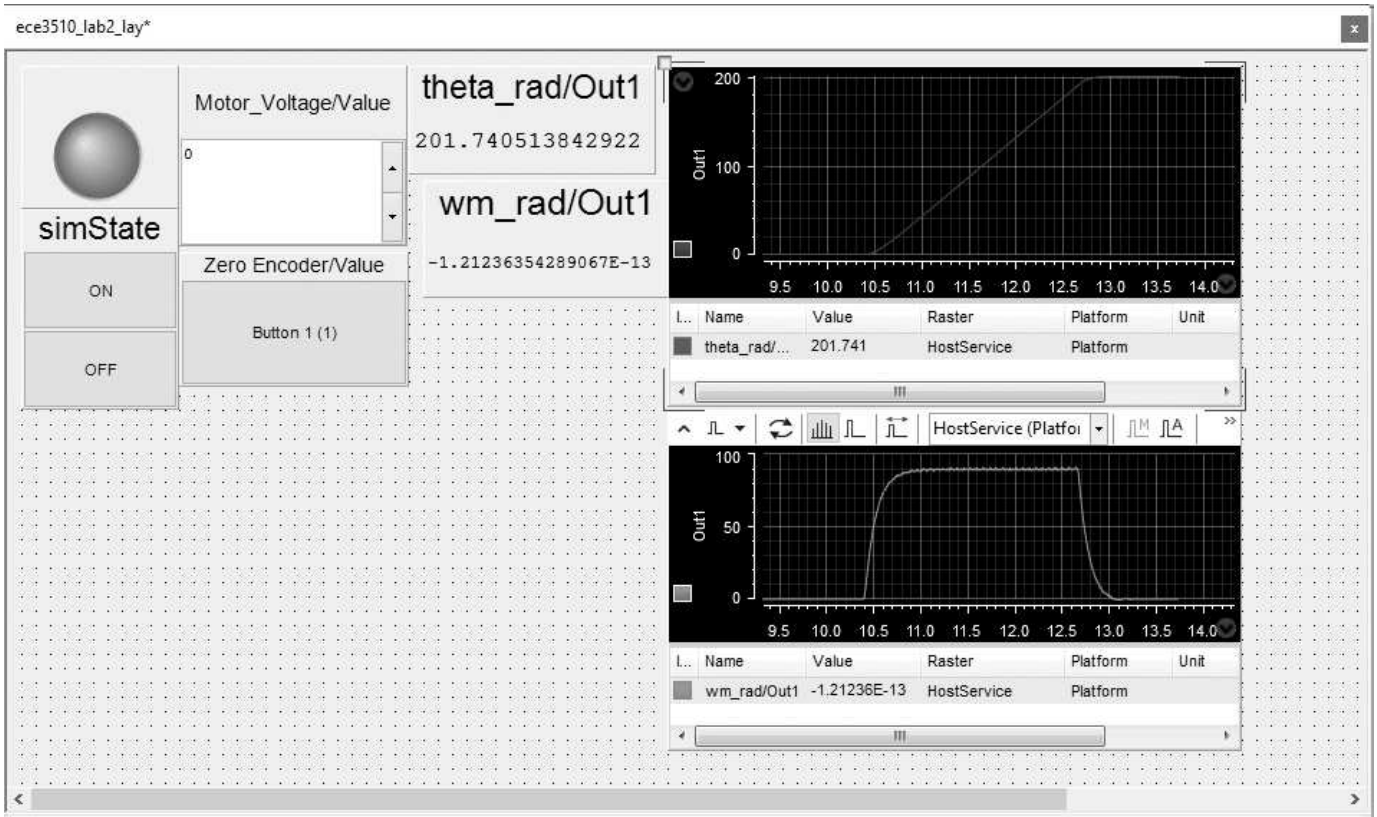 ece3510_lab2_lay*
x
simState
ON
OFF
Motor_Voltage/Value
0
Zero Encoder/Value
Button 1 (1)
theta_rad/Out1
201.740513842922
wm_rad/Out1
-1.21236354289067E-13
Out1
200
100
0
9.5 10.0 10.5 11.0 11.5 12.0 12.5 13.0 13.5 14.0
I... Name Value Raster Platform Unit
theta_rad/... 201.741 HostService Platform
HostService (Platfor
M A
Out1
100
50
0
9.5 10.0 10.5 11.0 11.5 12.0 12.5 13.0 13.5 14.0
I... Name Value Raster Platform Unit
wm_rad/Out1 -1.21236E-13 HostService Platform